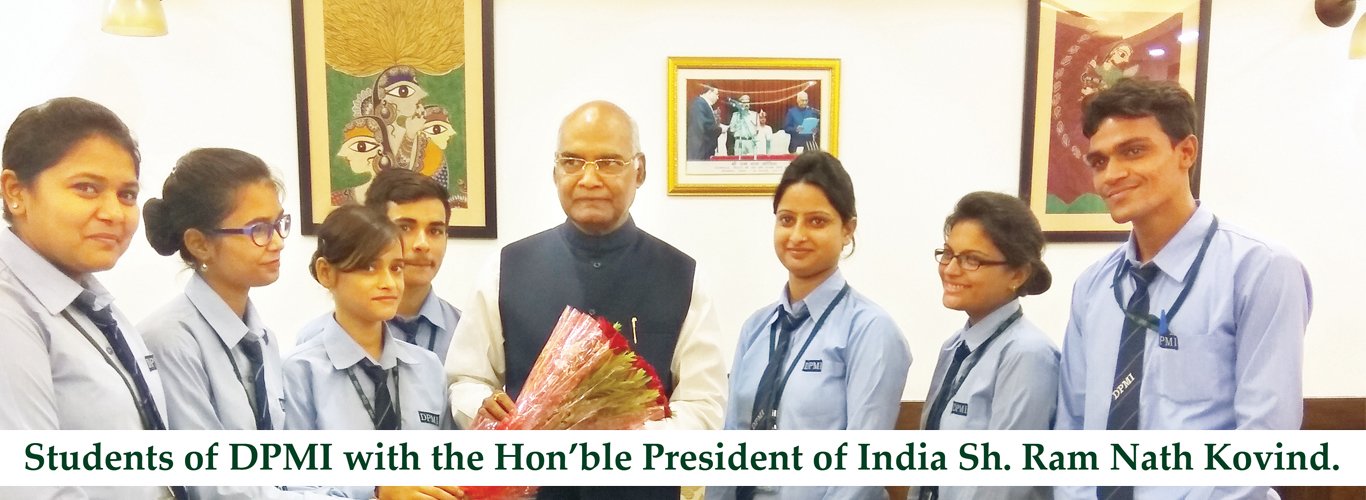 DPMI
DPMI
DPMI
DPMI
PMI
DPMI
Students of DPMI with the Hon’ble President of India Sh. Ram Nath Kovind.